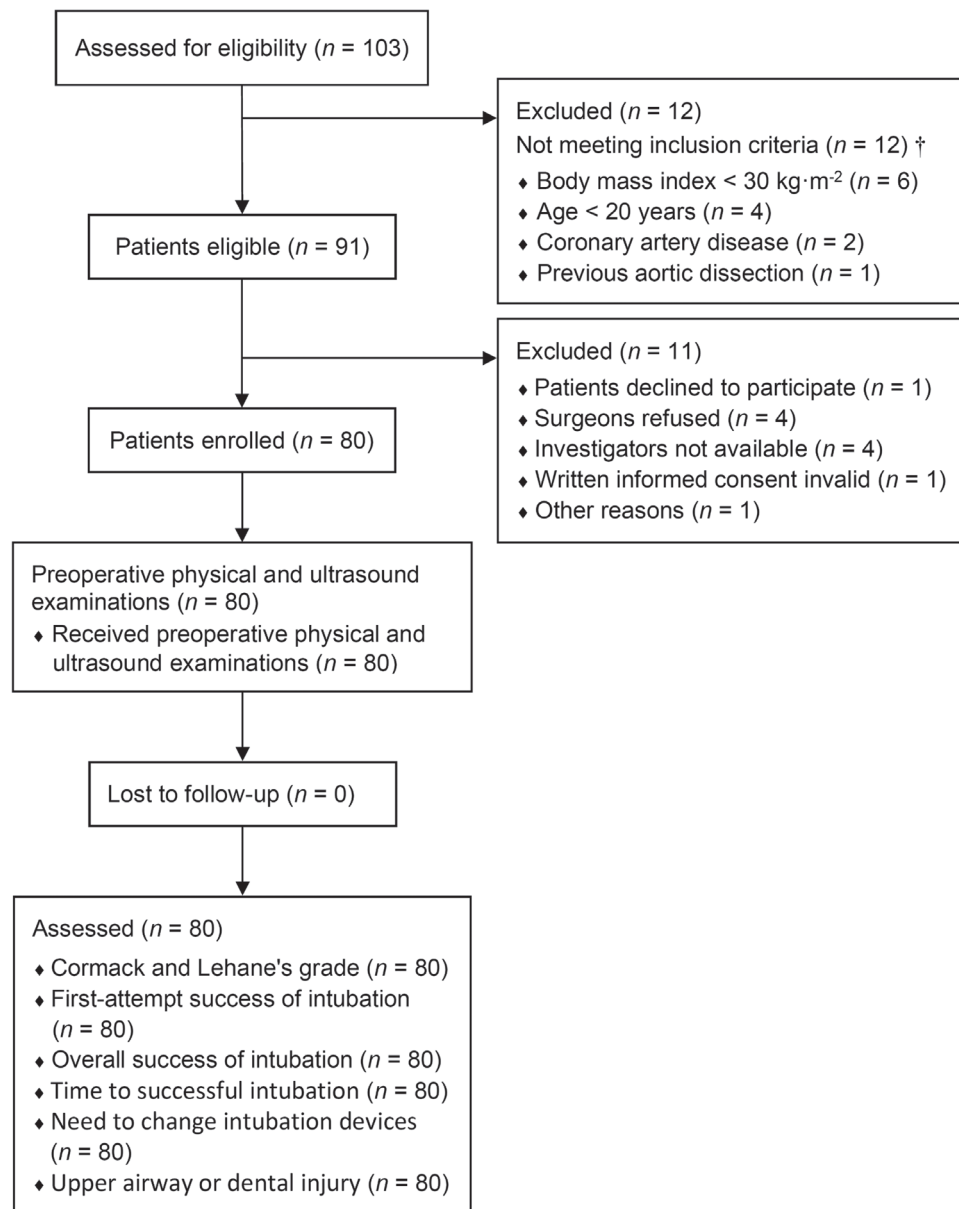 Assessed for eligibility (n = 103)
Excluded (n = 12)
Not meeting inclusion criteria (n = 12) †
♦ Body mass index < 30 kg·m⁻² (n = 6)
♦ Age < 20 years (n = 4)
♦ Coronary artery disease (n = 2)
♦ Previous aortic dissection (n = 1)
Patients eligible (n = 91)
Excluded (n = 11)
♦ Patients declined to participate (n = 1)
♦ Surgeons refused (n = 4)
♦ Investigators not available (n = 4)
♦ Written informed consent invalid (n = 1)
♦ Other reasons (n = 1)
Patients enrolled (n = 80)
Preoperative physical and ultrasound
examinations (n = 80)
♦ Received preoperative physical and
ultrasound examinations (n = 80)
Lost to follow-up (n = 0)
Assessed (n = 80)
♦ Cormack and Lehane's grade (n = 80)
♦ First-attempt success of intubation
(n = 80)
♦ Overall success of intubation (n = 80)
♦ Time to successful intubation (n = 80)
♦ Need to change intubation devices
(n = 80)
♦ Upper airway or dental injury (n = 80)